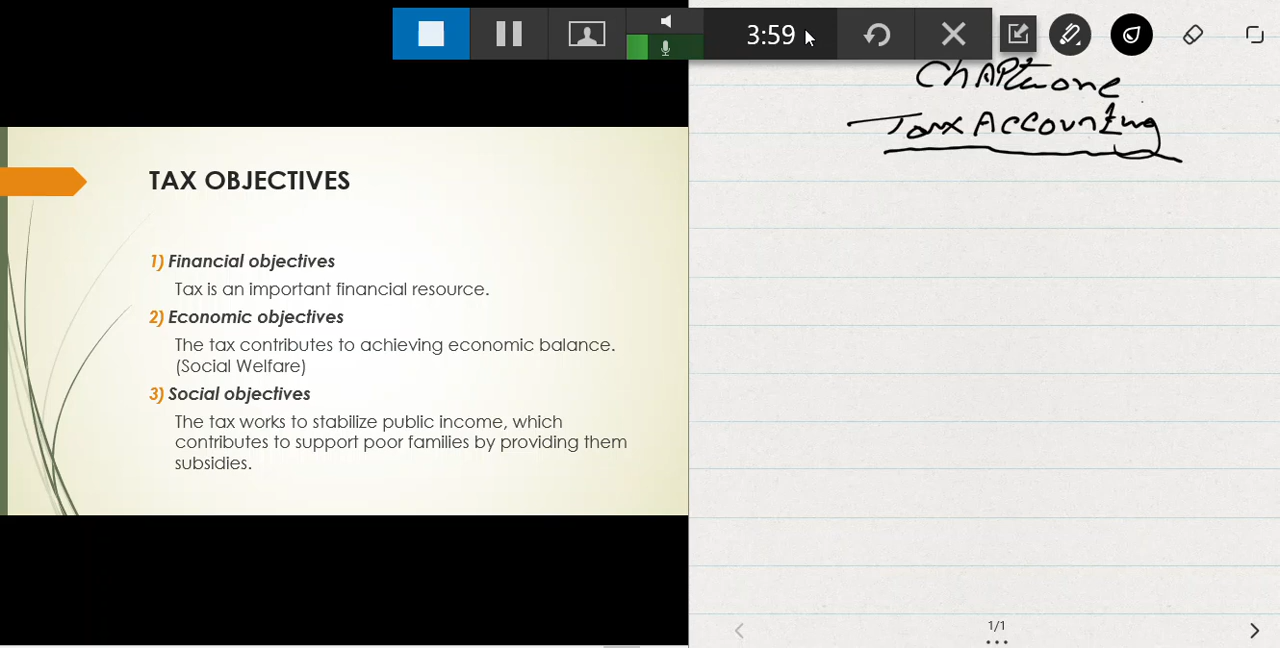 3:59
ChAPter one
Tax Accounting
TAX OBJECTIVES
1) Financial objectives
Tax is an important financial resource.
2) Economic objectives
The tax contributes to achieving economic balance.
(Social Welfare)
3) Social objectives
The tax works to stabilize public income, which
contributes to support poor families by providing them
subsidies.
1/1